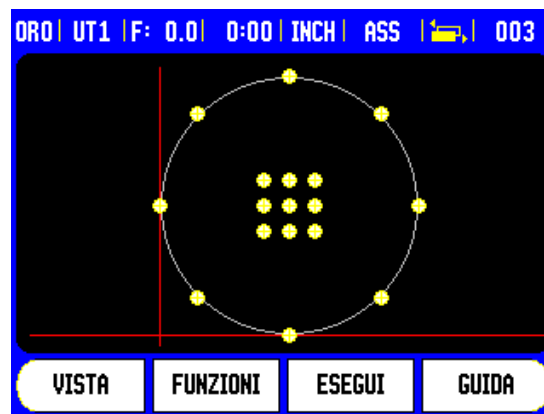 ORO| UT1 |F: 0.0| 0:00| INCH| ASS | | 003
VISTA FUNZIONI ESEGUI GUIDA